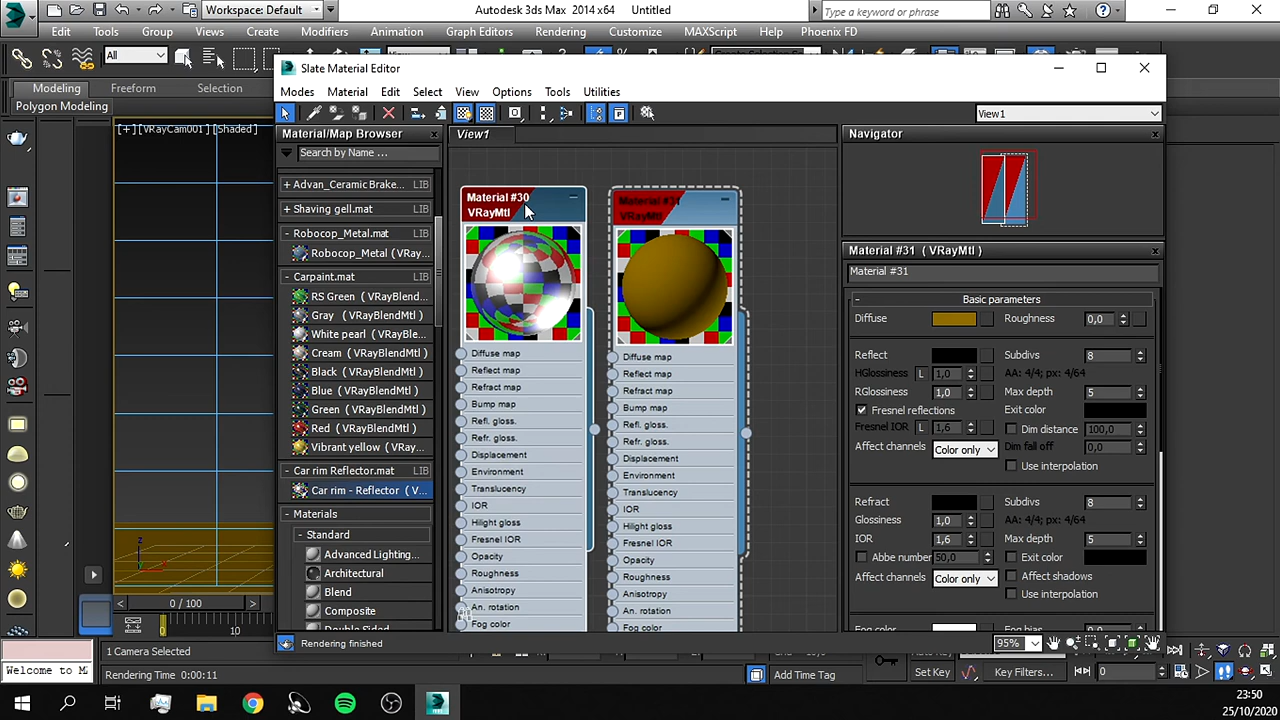 Workspace: Default
Autodesk 3ds Max 2014 x64 Untitled
Type a keyword or phrase
Edit Tools Group Views Create Modifiers Animation Graph Editors Rendering Customize MAXScript Help Phoenix FD
All
Modeling Freeform Selection
Polygon Modeling
[+][VRayCam001][Shaded]
Slate Material Editor
Modes Material Edit Select View Options Tools Utilities
View1
Material/Map Browser
View1
Navigator
Search by Name ...
+ Advan_Ceramic Brake... LIB
+ Shaving gell.mat LIB
- Robocop_Metal.mat LIB
Robocop_Metal (VRay...
- Carpaint.mat LIB
RS Green ( VRayBlend...
Gray ( VRayBlendMtl )
White pearl ( VRayBle...
Cream ( VRayBlendMtl )
Black ( VRayBlendMtl )
Blue ( VRayBlendMtl )
Green ( VRayBlendMtl )
Red ( VRayBlendMtl )
Vibrant yellow ( VRayBl...
- Car rim Reflector.mat LIB
Car rim - Reflector ( V...
- Materials
- Standard
Advanced Lighting...
Architectural
Blend
Composite
Double Sided
Material #30
VRayMtl
Diffuse map
Reflect map
Refract map
Bump map
Refl. gloss.
Refr. gloss.
Displacement
Environment
Translucency
IOR
Hilight gloss
Fresnel IOR
Opacity
Roughness
Anisotropy
An. rotation
Fog color
Material #31
VRayMtl
Diffuse map
Reflect map
Refract map
Bump map
Refl. gloss.
Refr. gloss.
Displacement
Environment
Translucency
IOR
Hilight gloss
Fresnel IOR
Opacity
Roughness
Anisotropy
An. rotation
Fog color
Material #31 ( VRayMtl )
Material #31
- Basic parameters
Diffuse Roughness 0,0
Reflect Subdivs 8
HGlossiness L 1,0 AA: 4/4; px: 4/64
RGlossiness 1,0 Max depth 5
Fresnel reflections Exit color
Fresnel IOR L 1,6 Dim distance 100,0
Affect channels Color only Dim fall off 0,0
Use interpolation
Refract Subdivs 8
Glossiness 1,0 AA: 4/4; px: 4/64
IOR 1,6 Max depth 5
Abbe number 50,0 Exit color
Affect channels Color only Affect shadows
Use interpolation
Fog color Fog bias 0,0
Rendering finished
95%
0 / 100
0 10
1 Camera Selected
Welcome to M
Rendering Time 0:00:11
Add Time Tag
Set Key Key Filters... 0
23:50
25/10/2020